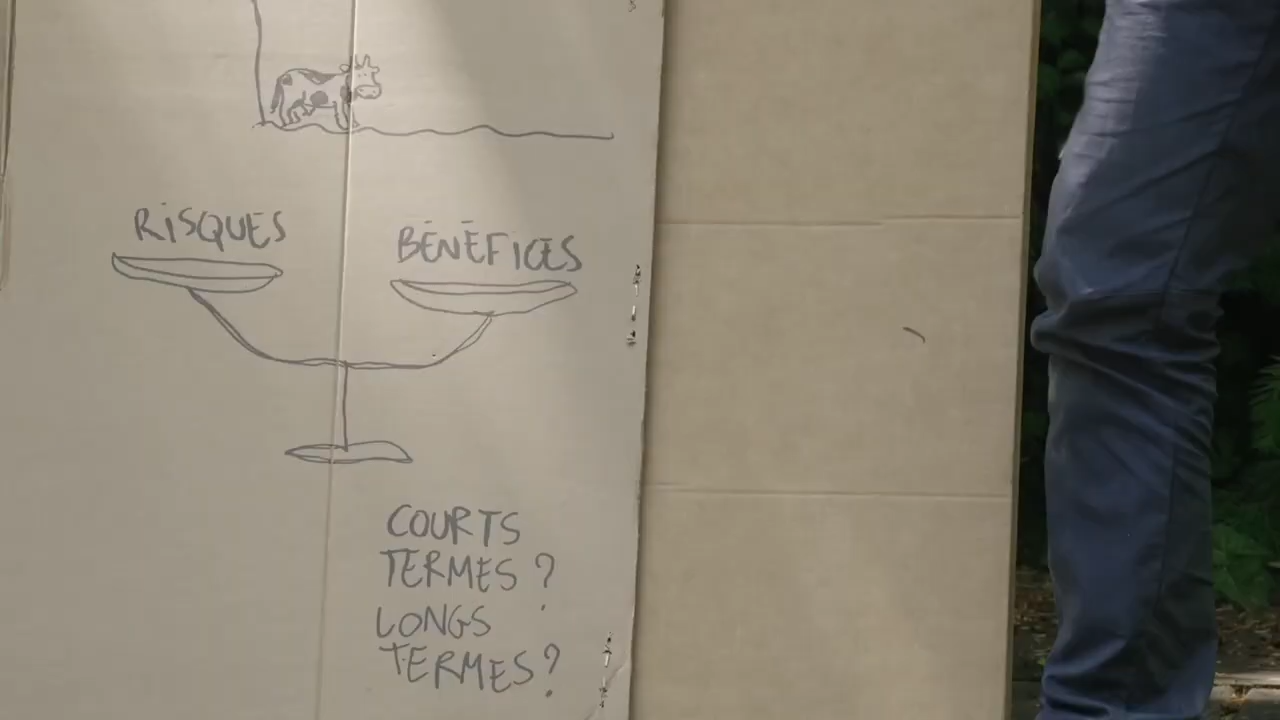 RISQUES
BÉNÉFICES
COURTS
TERMES ?
LONGS
TERMES ?